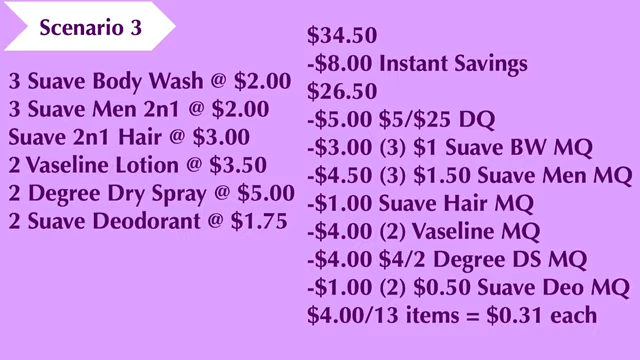 Scenario 3
3 Suave Body Wash @ $2.00
3 Suave Men 2n1 @ $2.00
Suave 2n1 Hair @ $3.00
2 Vaseline Lotion @ $3.50
2 Degree Dry Spray @ $5.00
2 Suave Deodorant @ $1.75
$34.50
-$8.00 Instant Savings
$26.50
-$5.00 $5/$25 DQ
-$3.00 (3) $1 Suave BW MQ
-$4.50 (3) $1.50 Suave Men MQ
-$1.00 Suave Hair MQ
-$4.00 (2) Vaseline MQ
-$4.00 $4/2 Degree DS MQ
-$1.00 (2) $0.50 Suave Deo MQ
$4.00/13 items = $0.31 each